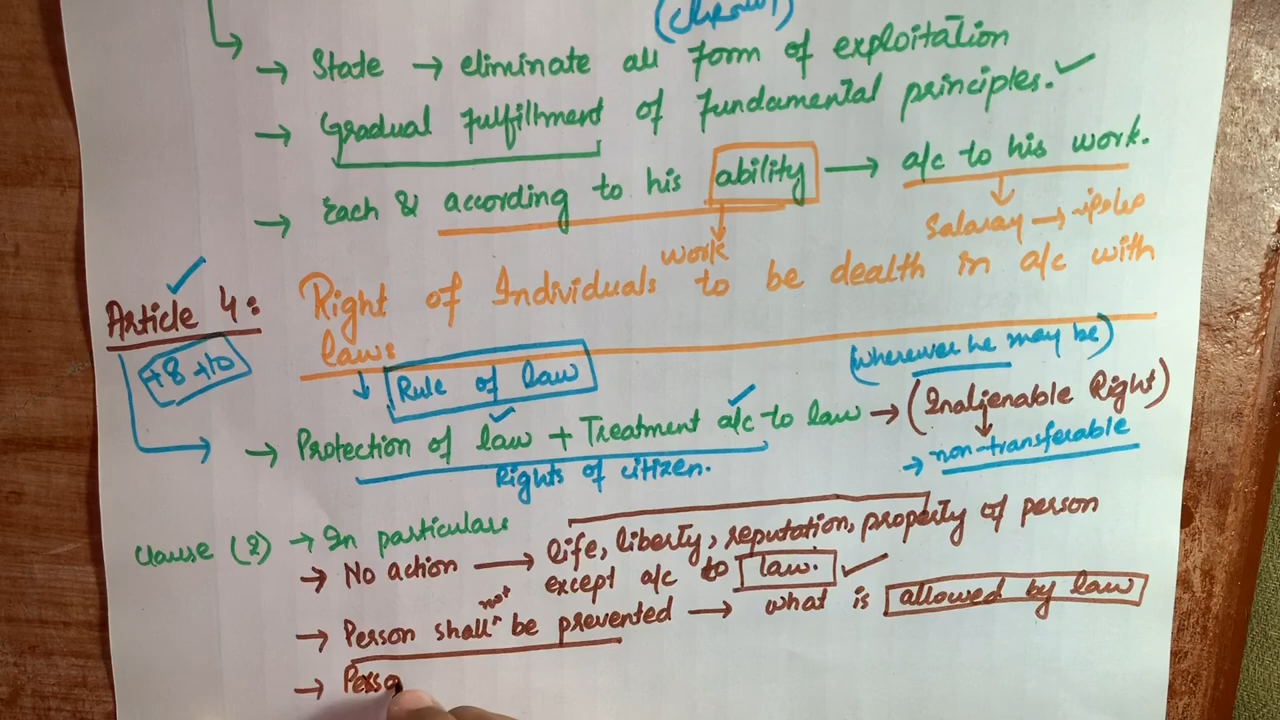 → State → eliminate all form of exploitation
→ Gradual fulfillment of fundamental principles.
→ Each & according to his ability → a/c to his work.
work
Salaray →
Article 4: Right of Individuals to be dealth in a/c with
laws
+8 +10
Rule of law
(wherever he may be)
→ Protection of law + Treatment a/c to law → (Inalienable Right)
Rights of citizen.
→ non-transferable
Clause (2) → In particular
→ No action → life, liberty, reputation, property of person
except a/c to law.
→ Person shall not be prevented → what is allowed by law
→ Perso